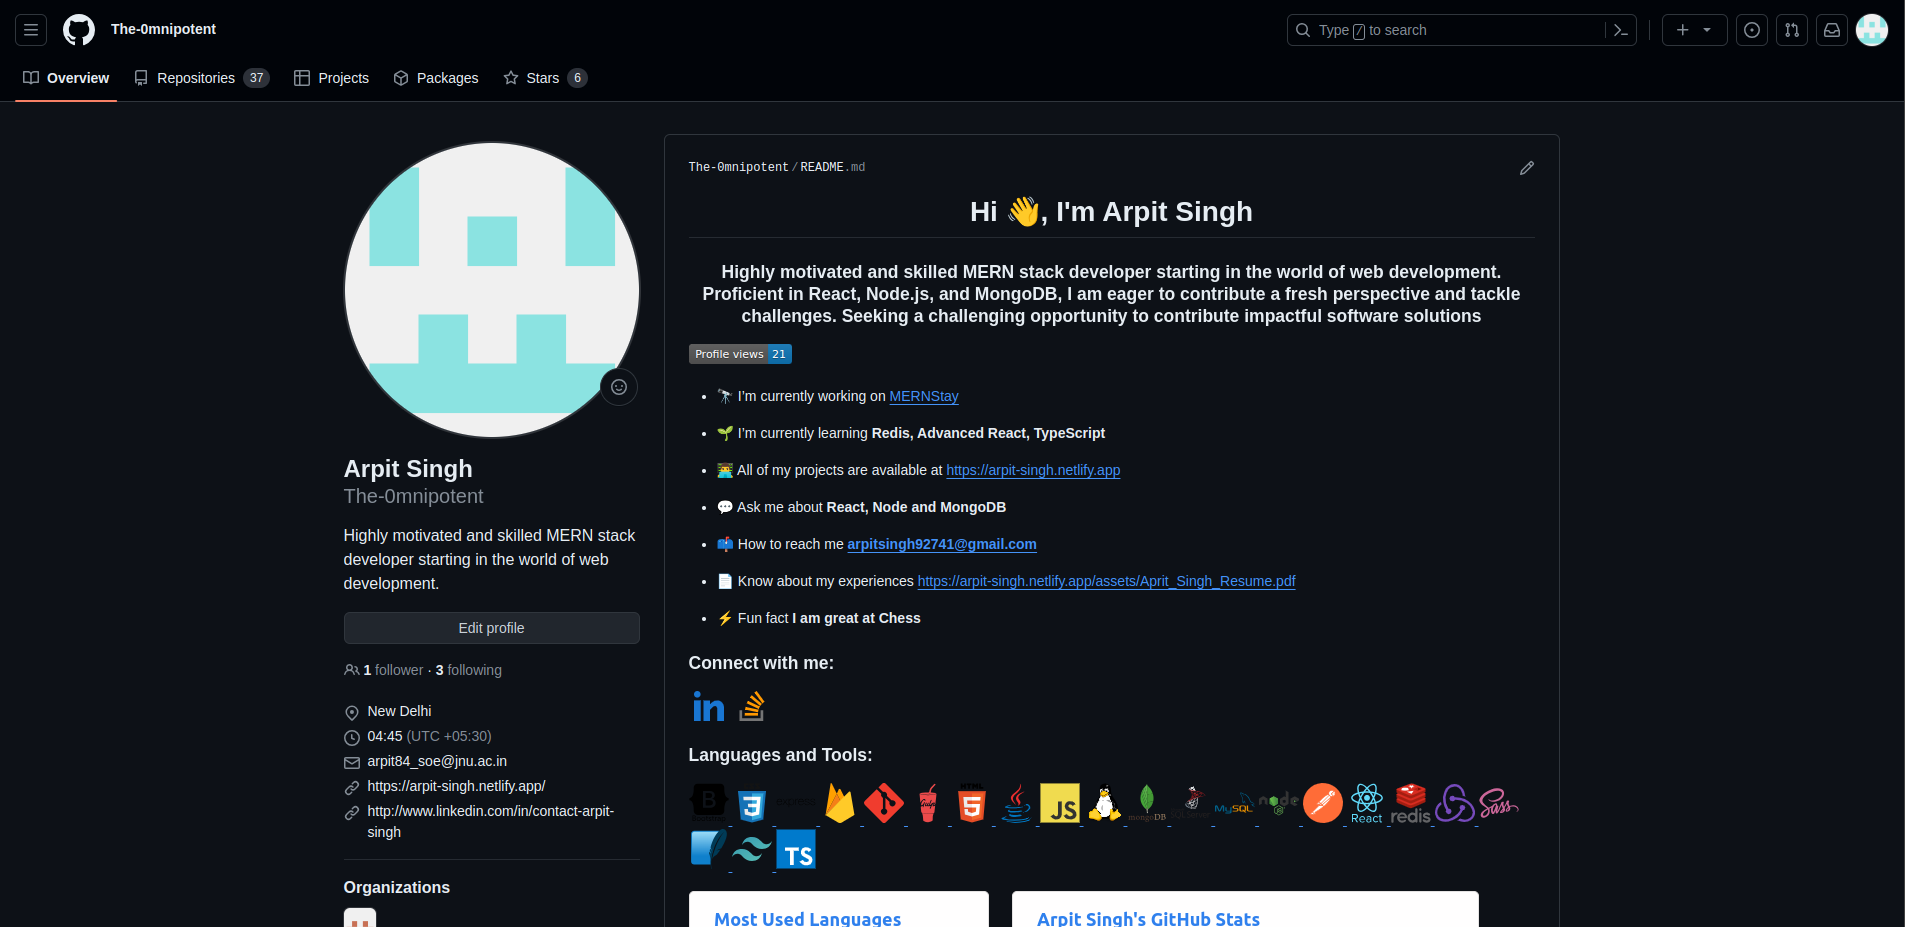 The-0mnipotent
Type / to search
Overview
Repositories 37
Projects
Packages
Stars 6
The-0mnipotent/README.md
Hi 👋, I'm Arpit Singh
Highly motivated and skilled MERN stack developer starting in the world of web development.
Proficient in React, Node.js, and MongoDB, I am eager to contribute a fresh perspective and tackle
challenges. Seeking a challenging opportunity to contribute impactful software solutions
Profile views 21
🔭 I’m currently working on MERNStay
🌱 I’m currently learning Redis, Advanced React, TypeScript
👨‍💻 All of my projects are available at https://arpit-singh.netlify.app
💬 Ask me about React, Node and MongoDB
📫 How to reach me arpitsingh92741@gmail.com
📄 Know about my experiences https://arpit-singh.netlify.app/assets/Aprit_Singh_Resume.pdf
⚡ Fun fact I am great at Chess
Connect with me:
in
Languages and Tools:
B 3 Gulp HTML 5 Java JS mongoDB SQL Server MySQL node React redis Sass
TS
Most Used Languages
Arpit Singh's GitHub Stats
Arpit Singh
The-0mnipotent
Highly motivated and skilled MERN stack
developer starting in the world of web
development.
Edit profile
1 follower · 3 following
New Delhi
04:45 (UTC +05:30)
arpit84_soe@jnu.ac.in
https://arpit-singh.netlify.app/
http://www.linkedin.com/in/contact-arpit-
singh
Organizations